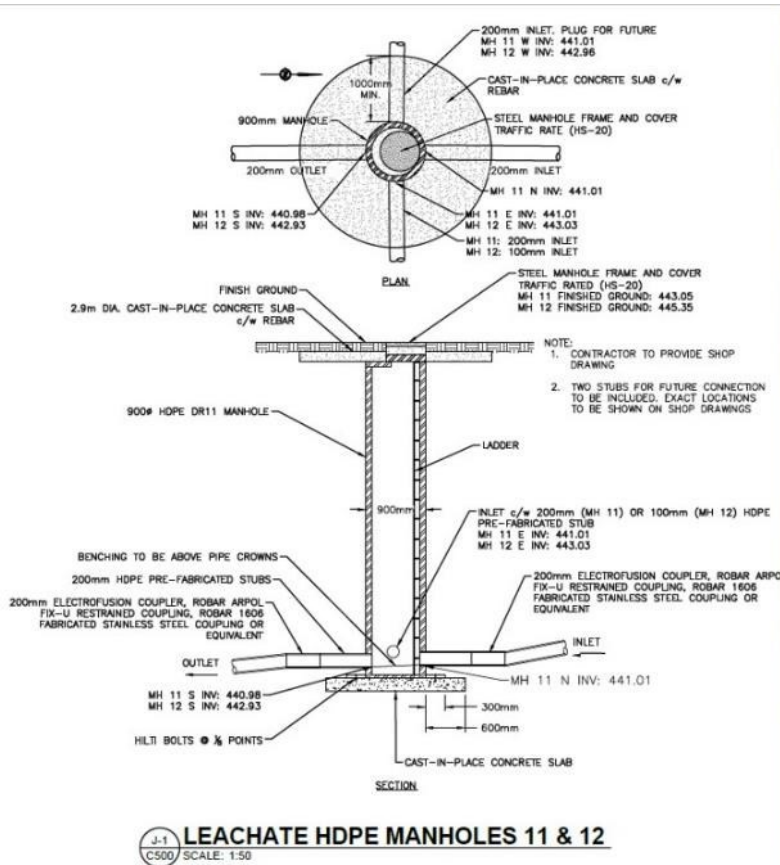 200mm INLET. PLUG FOR FUTURE
MH 11 W INV: 441.01
MH 12 W INV: 442.96
CAST-IN-PLACE CONCRETE SLAB c/w
REBAR
1000mm
MIN.
900mm MANHOLE
STEEL MANHOLE FRAME AND COVER
TRAFFIC RATE (HS-20)
200mm OUTLET
200mm INLET
MH 11 N INV: 441.01
MH 11 S INV: 440.98
MH 12 S INV: 442.93
MH 11 E INV: 441.01
MH 12 E INV: 443.03
MH 11: 200mm INLET
MH 12: 100mm INLET
PLAN
STEEL MANHOLE FRAME AND COVER
TRAFFIC RATED (HS-20)
MH 11 FINISHED GROUND: 443.05
MH 12 FINISHED GROUND: 445.35
FINISH GROUND
2.9m DIA. CAST-IN-PLACE CONCRETE SLAB
c/w REBAR
NOTE:
1. CONTRACTOR TO PROVIDE SHOP
DRAWING
2. TWO STUBS FOR FUTURE CONNECTION
TO BE INCLUDED. EXACT LOCATIONS
TO BE SHOWN ON SHOP DRAWINGS
900ø HDPE DR11 MANHOLE
LADDER
900mm
INLET c/w 200mm (MH 11) OR 100mm (MH 12) HDPE
PRE-FABRICATED STUB
MH 11 E INV: 441.01
MH 12 E INV: 443.03
BENCHING TO BE ABOVE PIPE CROWNS
200mm HDPE PRE-FABRICATED STUBS
200mm ELECTROFUSION COUPLER, ROBAR ARPOL
FIX-U RESTRAINED COUPLING, ROBAR 1606
FABRICATED STAINLESS STEEL COUPLING OR
EQUIVALENT
200mm ELECTROFUSION COUPLER, ROBAR ARPO
FIX-U RESTRAINED COUPLING, ROBAR 1606
FABRICATED STAINLESS STEEL COUPLING OR
EQUIVALENT
OUTLET
INLET
MH 11 S INV: 440.98
MH 12 S INV: 442.93
MH 11 N INV: 441.01
300mm
600mm
HILTI BOLTS @ POINTS
CAST-IN-PLACE CONCRETE SLAB
SECTION
J-1
C500
LEACHATE HDPE MANHOLES 11 & 12
SCALE: 1:50